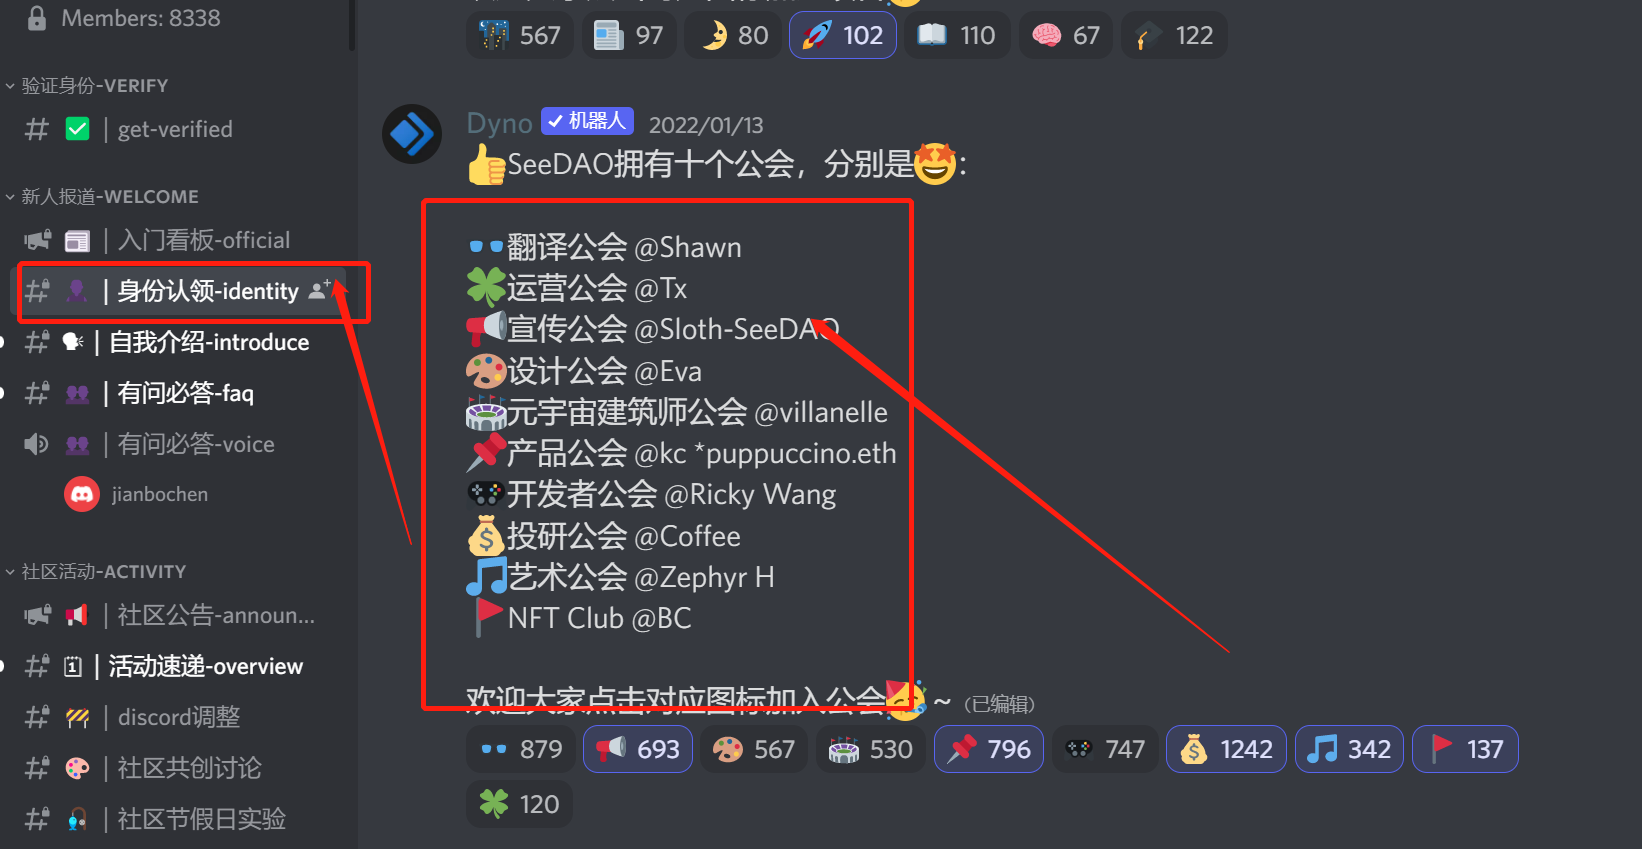 Members: 8338
验证身份-VERIFY
get-verified
新人报道-WELCOME
入门看板-official
身份认领-identity
自我介绍-introduce
有问必答-faq
有问必答-voice
jianbochen
社区活动-ACTIVITY
社区公告-announ...
活动速递-overview
discord调整
社区共创讨论
社区节假日实验
567 97 80 102 110 67 122
Dyno 机器人 2022/01/13
SeeDAO拥有十个公会，分别是:
翻译公会 @Shawn
运营公会 @Tx
宣传公会 @Sloth-SeeDAO
设计公会 @Eva
元宇宙建筑师公会 @villanelle
产品公会 @kc *puppuccino.eth
开发者公会 @Ricky Wang
投研公会 @Coffee
艺术公会 @Zephyr H
NFT Club @BC
欢迎大家点击对应图标加入公会 ~ (已编辑)
879 693 567 530 796 747 1242 342 137
120